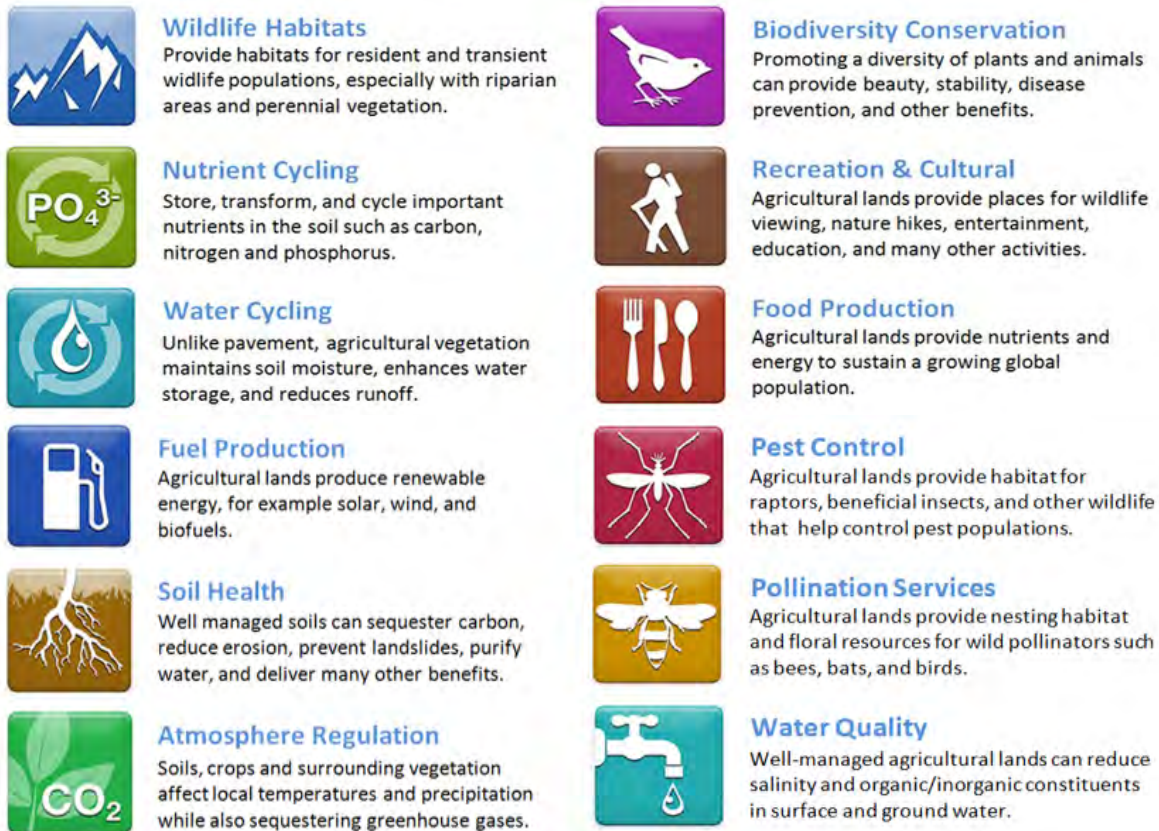 Wildlife Habitats
Provide habitats for resident and transient
widlife populations, especially with riparian
areas and perennial vegetation.
PO₄³⁻
Nutrient Cycling
Store, transform, and cycle important
nutrients in the soil such as carbon,
nitrogen and phosphorus.
Water Cycling
Unlike pavement, agricultural vegetation
maintains soil moisture, enhances water
storage, and reduces runoff.
Fuel Production
Agricultural lands produce renewable
energy, for example solar, wind, and
biofuels.
Soil Health
Well managed soils can sequester carbon,
reduce erosion, prevent landslides, purify
water, and deliver many other benefits.
CO₂
Atmosphere Regulation
Soils, crops and surrounding vegetation
affect local temperatures and precipitation
while also sequestering greenhouse gases.
Biodiversity Conservation
Promoting a diversity of plants and animals
can provide beauty, stability, disease
prevention, and other benefits.
Recreation & Cultural
Agricultural lands provide places for wildlife
viewing, nature hikes, entertainment,
education, and many other activities.
Food Production
Agricultural lands provide nutrients and
energy to sustain a growing global
population.
Pest Control
Agricultural lands provide habitat for
raptors, beneficial insects, and other wildlife
that help control pest populations.
Pollination Services
Agricultural lands provide nesting habitat
and floral resources for wild pollinators such
as bees, bats, and birds.
Water Quality
Well-managed agricultural lands can reduce
salinity and organic/inorganic constituents
in surface and ground water.